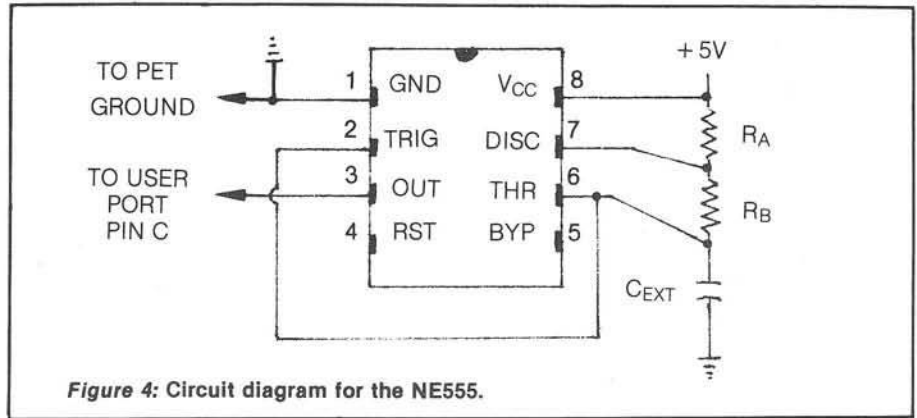 TO PET
GROUND
TO USER
PORT
PIN C
1 GND
2 TRIG
3 OUT
4 RST
VCC 8
DISC 7
THR 6
BYP 5
+5V
RA
RB
CEXT
Figure 4: Circuit diagram for the NE555.